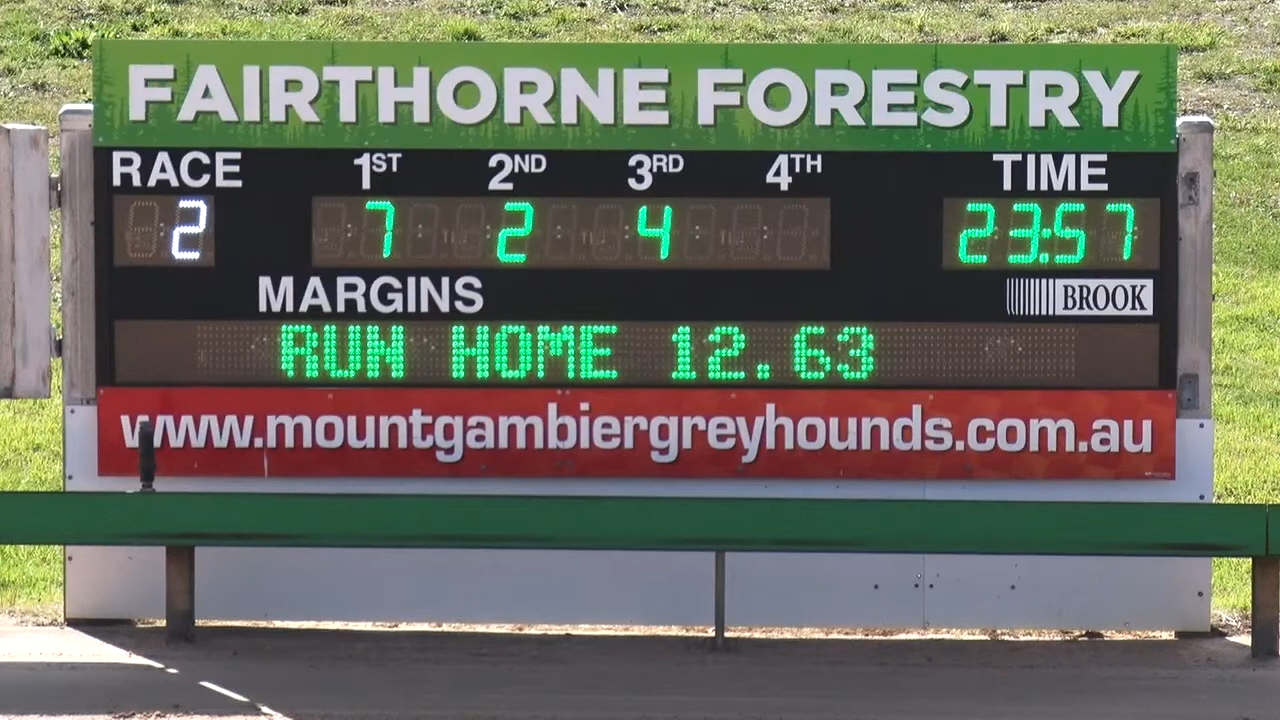 FAIRTHORNE FORESTRY
RACE 1ST 2ND 3RD 4TH TIME
2 7 2 4 23:57
MARGINS
BROOK
RUN HOME 12.63
www.mountgambiergreyhounds.com.au